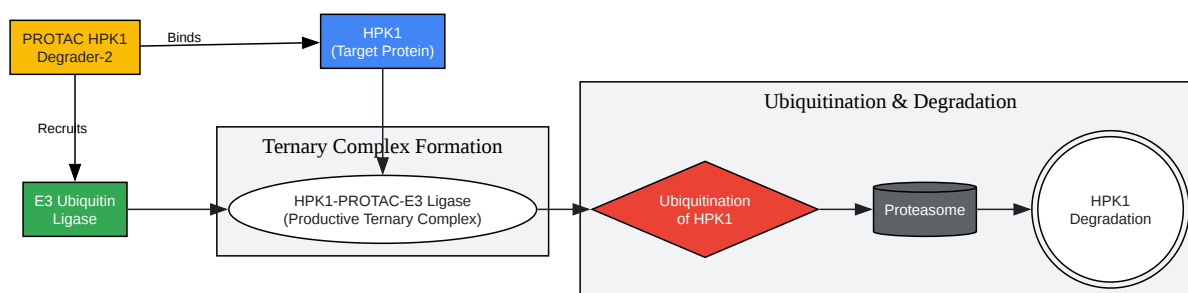 PROTAC HPK1
Degrader-2
Binds
HPK1
(Target Protein)
Recruits
E3 Ubiquitin
Ligase
Ternary Complex Formation
HPK1-PROTAC-E3 Ligase
(Productive Ternary Complex)
Ubiquitination & Degradation
Ubiquitination
of HPK1
Proteasome
HPK1
Degradation